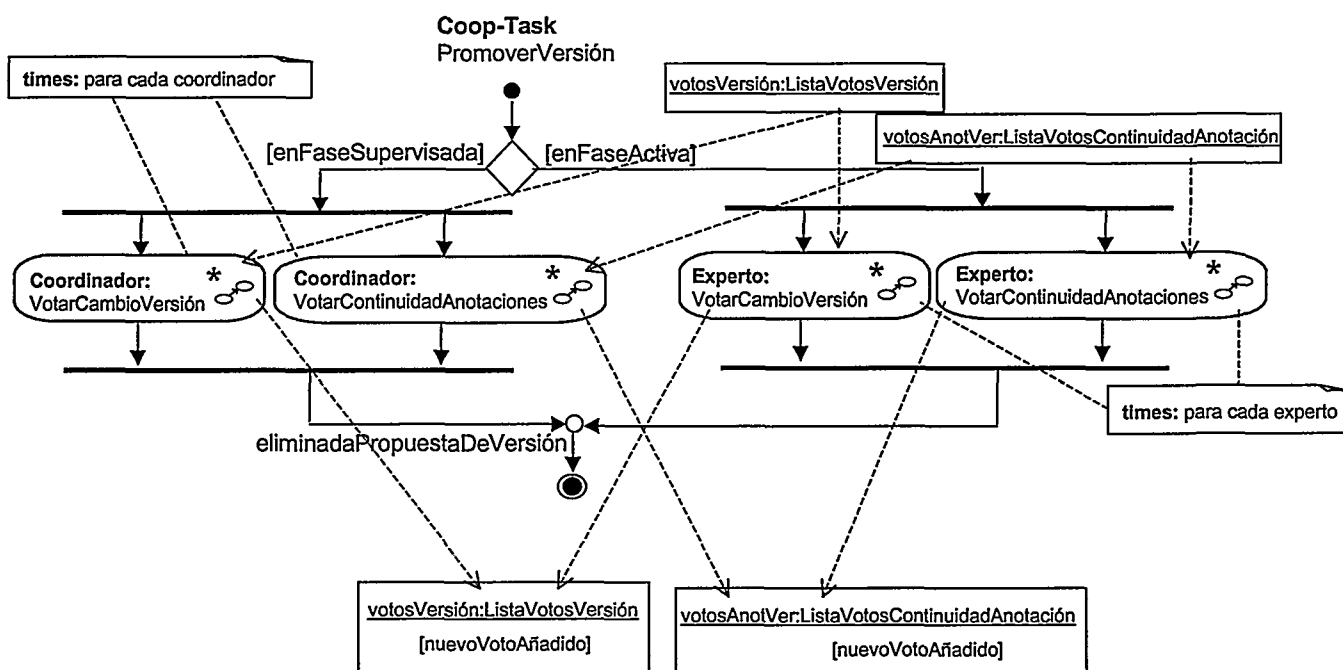 Coop-Task
PromoverVersión
times: para cada coordinador
votosVersión:ListaVotosVersión
votosAnotVer:ListaVotosContinuidadAnotación
[enFaseSupervisada]
[enFaseActiva]
Coordinador:
VotarCambioVersión
*
Coordinador:
VotarContinuidadAnotaciones
*
Experto:
VotarCambioVersión
*
Experto:
VotarContinuidadAnotaciones
*
times: para cada experto
eliminadaPropuestaDeVersión
votosVersión:ListaVotosVersión
[nuevoVotoAñadido]
votosAnotVer:ListaVotosContinuidadAnotación
[nuevoVotoAñadido]